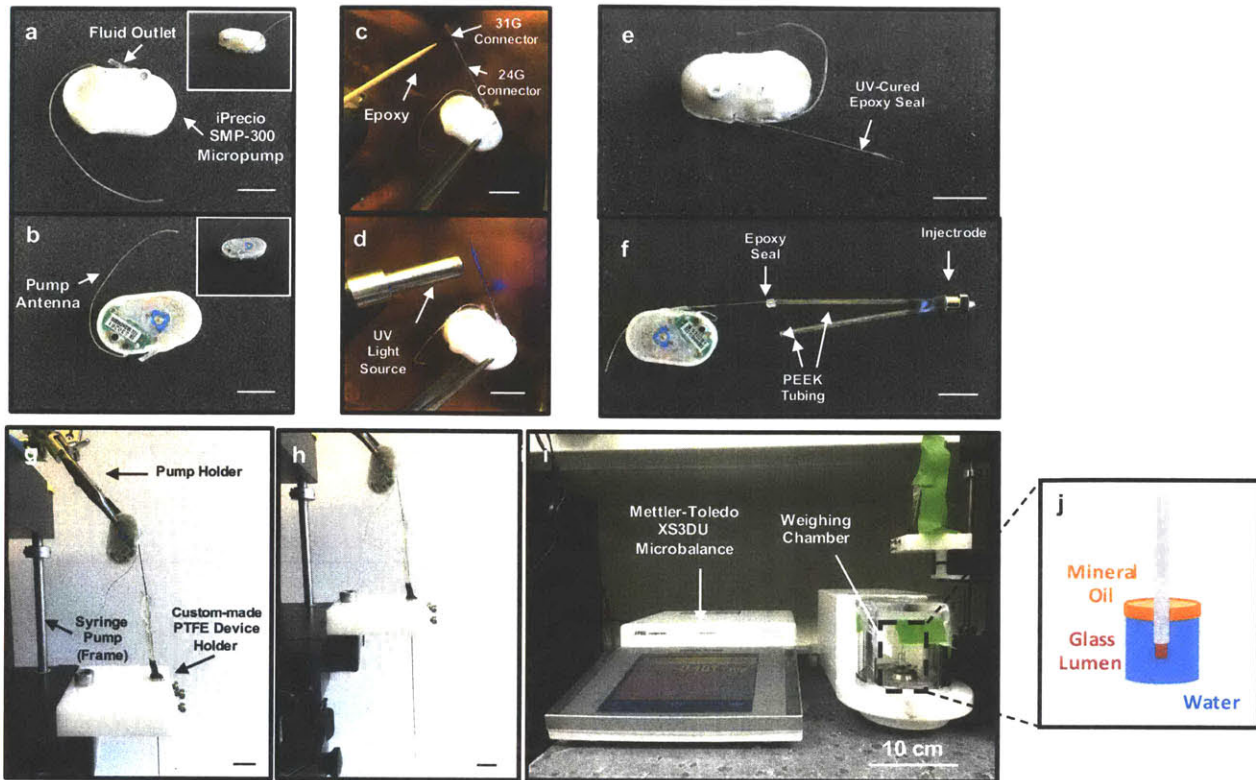 a
Fluid Outlet
iPrecio
SMP-300
Micropump
b
Pump
Antenna
c
31G
Connector
24G
Connector
Epoxy
d
UV
Light
Source
e
UV-Cured
Epoxy Seal
f
Epoxy
Seal
Injectrode
PEEK
Tubing
g
Pump Holder
Custom-made
PTFE Device
Holder
Syringe
Pump
(Frame)
h
i
Mettler-Toledo
XS3DU
Microbalance
Weighing
Chamber
10 cm
j
Mineral
Oil
Glass
Lumen
Water